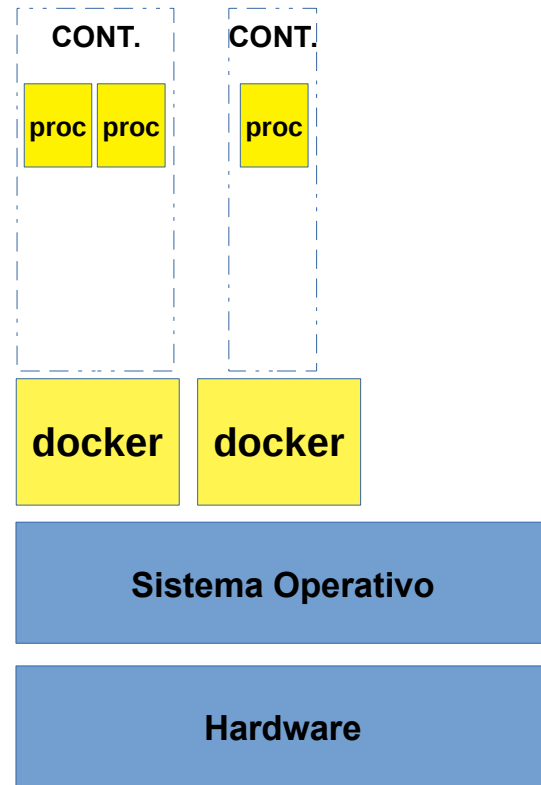 CONT. CONT.
proc proc proc
docker docker
Sistema Operativo
Hardware